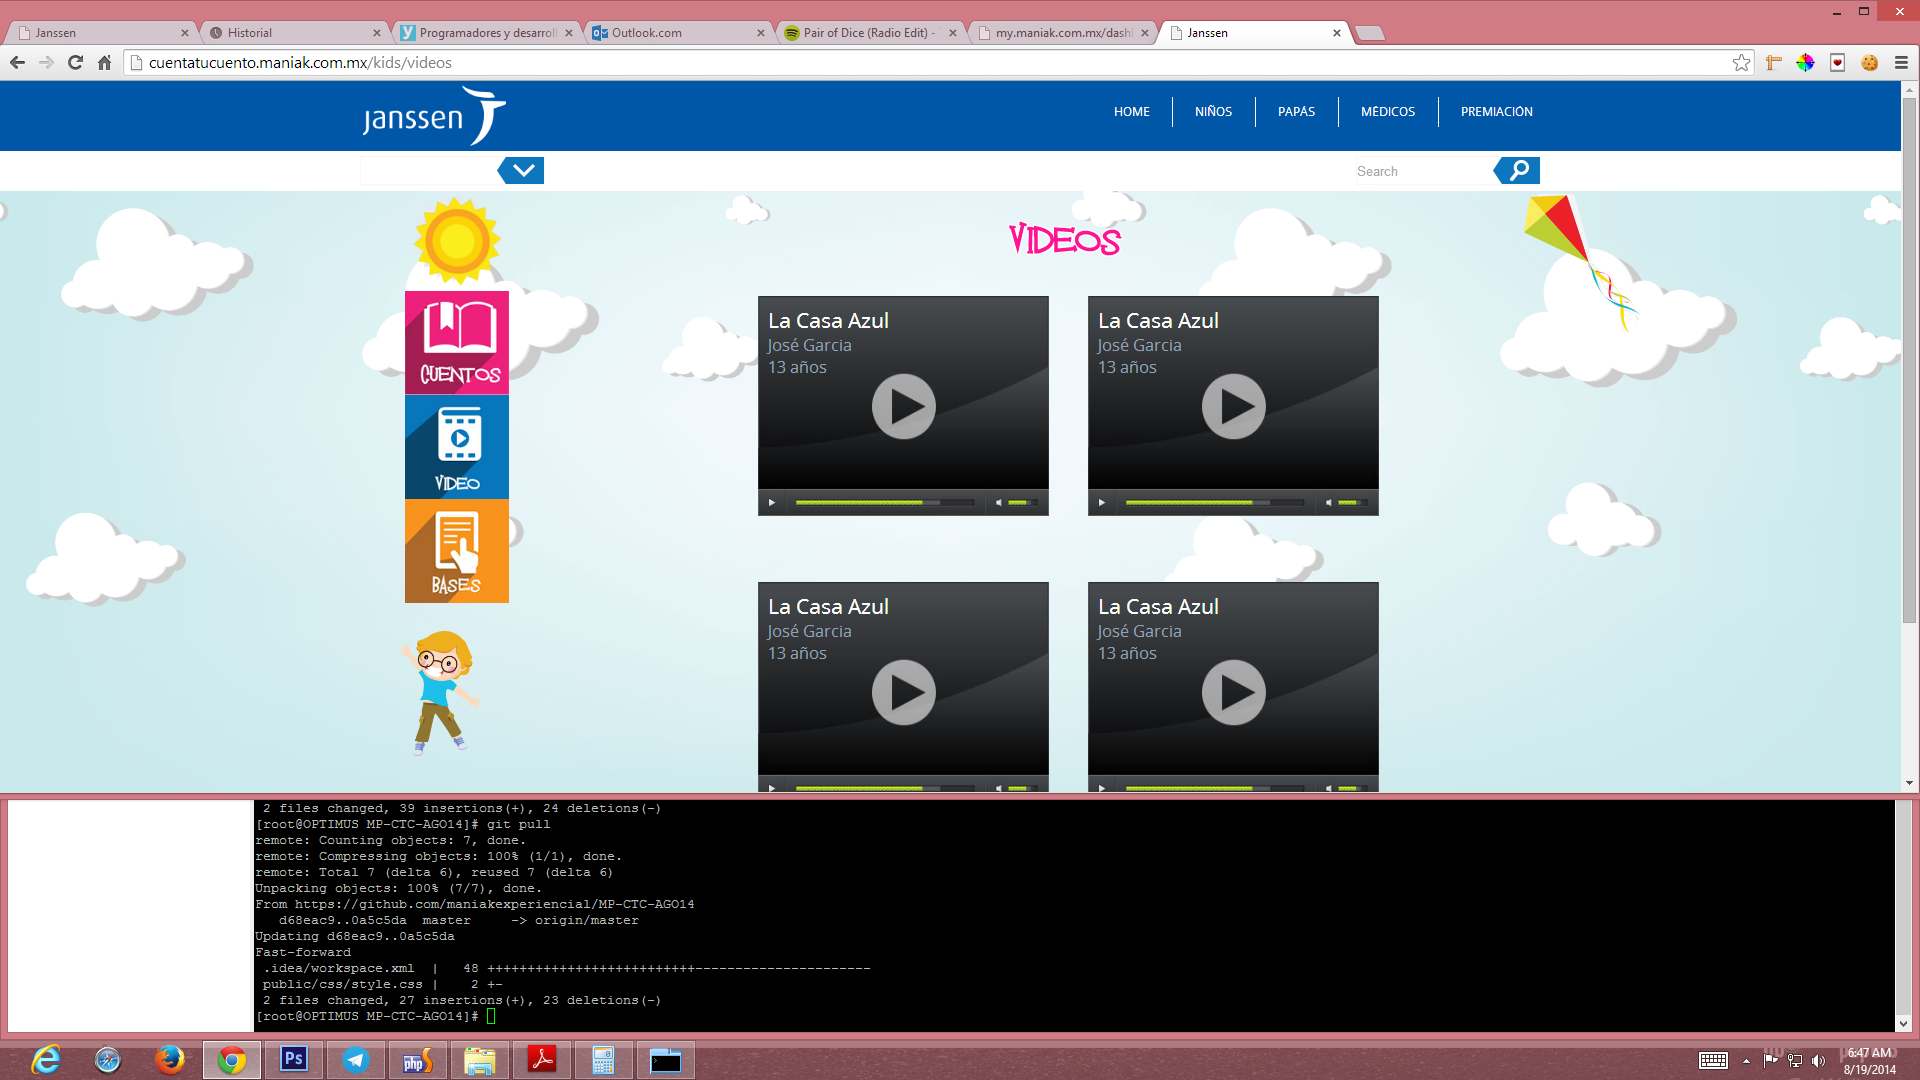 Janssen
Historial
Programadores y desarroll
Outlook.com
Pair of Dice (Radio Edit) -
my.maniak.com.mx/dash
Janssen
cuentatucuento.maniak.com.mx/kids/videos
janssen
HOME
NIÑOS
PAPÁS
MÉDICOS
PREMIACIÓN
Search
VIDEOS
CUENTOS
VIDEO
BASES
La Casa Azul
José Garcia
13 años
La Casa Azul
José Garcia
13 años
La Casa Azul
José Garcia
13 años
La Casa Azul
José Garcia
13 años
2 files changed, 39 insertions(+), 24 deletions(-)
[root@OPTIMUS MP-CTC-AGO14]# git pull
remote: Counting objects: 7, done.
remote: Compressing objects: 100% (1/1), done.
remote: Total 7 (delta 6), reused 7 (delta 6)
Unpacking objects: 100% (7/7), done.
From https://github.com/maniakexperiencial/MP-CTC-AGO14
d68eac9..0a5c5da  master     -> origin/master
Updating d68eac9..0a5c5da
Fast-forward
.idea/workspace.xml  |   48 ++++++++++++++++++++++++++----------------------
public/css/style.css |    2 +-
2 files changed, 27 insertions(+), 23 deletions(-)
[root@OPTIMUS MP-CTC-AGO14]#
Ps
php
6:47 AM
8/19/2014